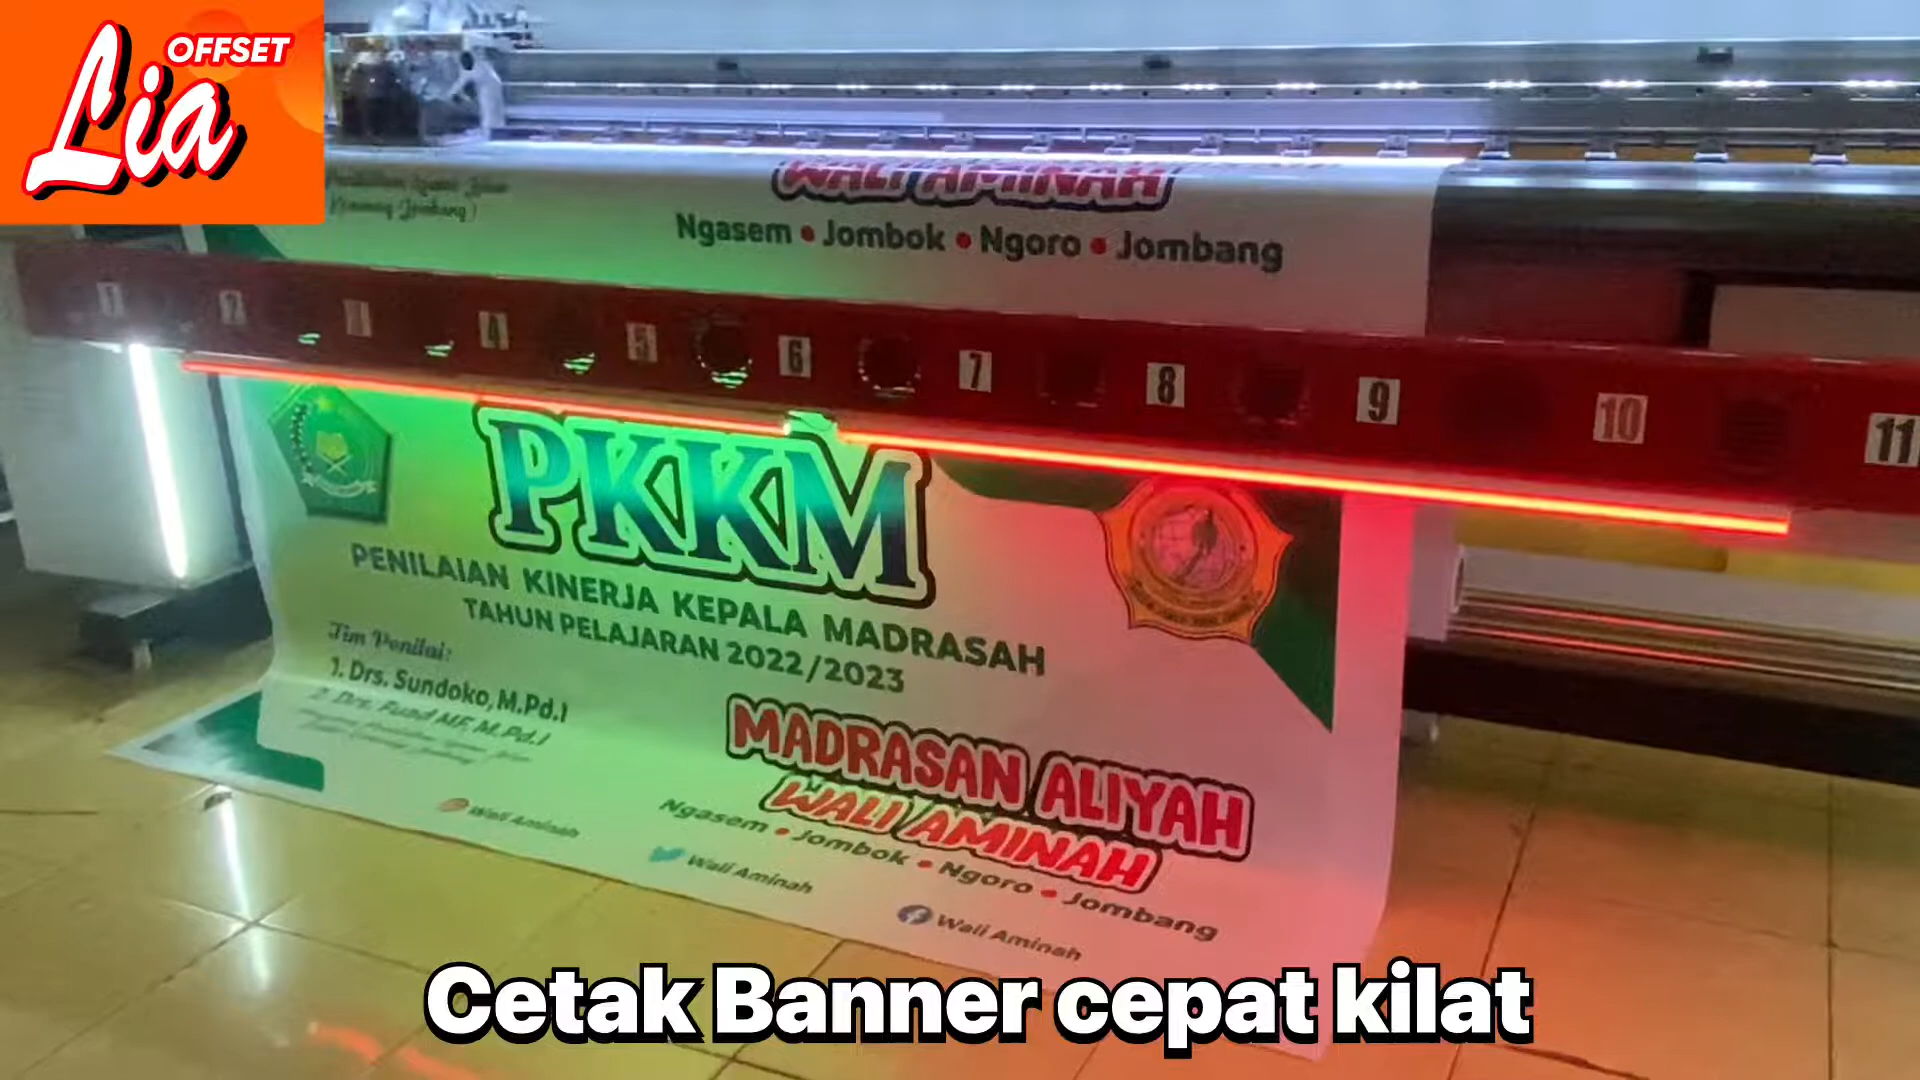 OFFSET
Lia
WALI AMINAH
Ngasem • Jombok • Ngoro • Jombang
1 2 3 4 5 6 7 8 9 10 11
PKKM
PENILAIAN KINERJA KEPALA MADRASAH
TAHUN PELAJARAN 2022/2023
Tim Penilai:
1. Drs. Sundoko, M.Pd.I
2. Drs. Fuad MF, M.Pd.I
MADRASAN ALIYAH
WALI AMINAH
Ngasem • Jombok • Ngoro • Jombang
Wali Aminah
Wali Aminah
Wali Aminah
Cetak Banner cepat kilat